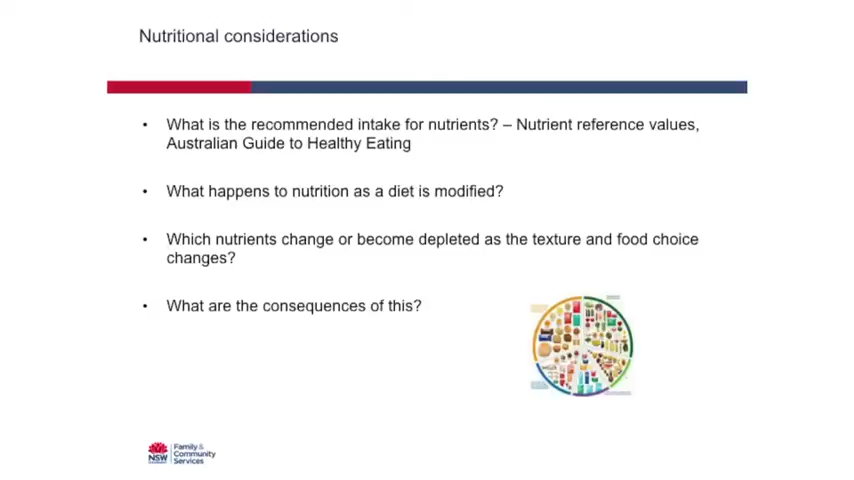 Nutritional considerations
• What is the recommended intake for nutrients? – Nutrient reference values,
Australian Guide to Healthy Eating
• What happens to nutrition as a diet is modified?
• Which nutrients change or become depleted as the texture and food choice
changes?
• What are the consequences of this?
NSW
Family &
Community
Services